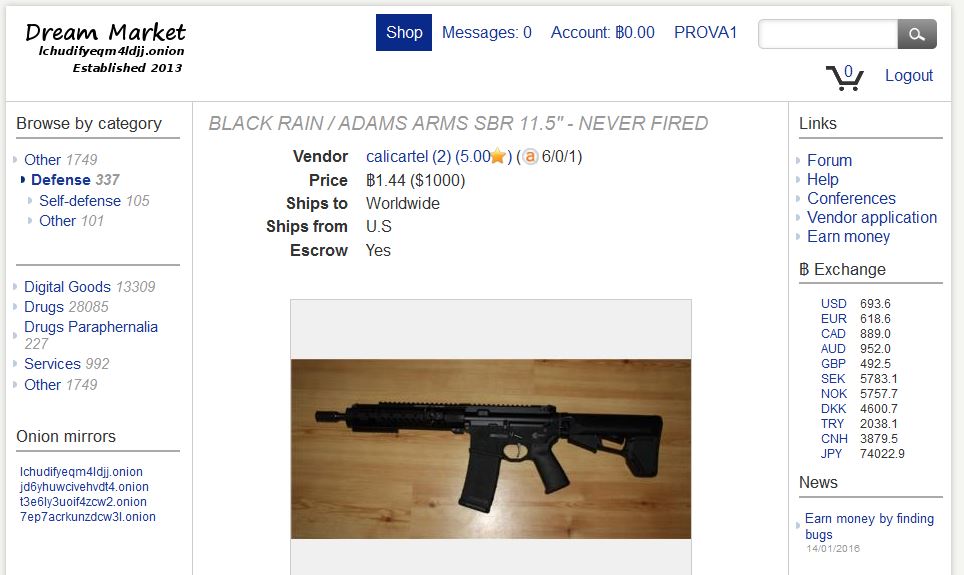 Dream Market
lchudifyeqm4ldjj.onion
Established 2013
Shop Messages: 0 Account: ฿0.00 PROVA1
0 Logout
Browse by category
Other 1749
Defense 337
Self-defense 105
Other 101
Digital Goods 13309
Drugs 28085
Drugs Paraphernalia
227
Services 992
Other 1749
Onion mirrors
lchudifyeqm4ldjj.onion
jd6yhuwcivehvdt4.onion
t3e6ly3uoif4zcw2.onion
7ep7acrkunzdcw3l.onion
BLACK RAIN / ADAMS ARMS SBR 11.5" - NEVER FIRED
Vendor calicartel (2) (5.00) (a 6/0/1)
Price ฿1.44 ($1000)
Ships to Worldwide
Ships from U.S
Escrow Yes
Links
Forum
Help
Conferences
Vendor application
Earn money
฿ Exchange
USD 693.6
EUR 618.6
CAD 889.0
AUD 952.0
GBP 492.5
SEK 5783.1
NOK 5757.7
DKK 4600.7
TRY 2038.1
CNH 3879.5
JPY 74022.9
News
Earn money by finding
bugs
14/01/2016